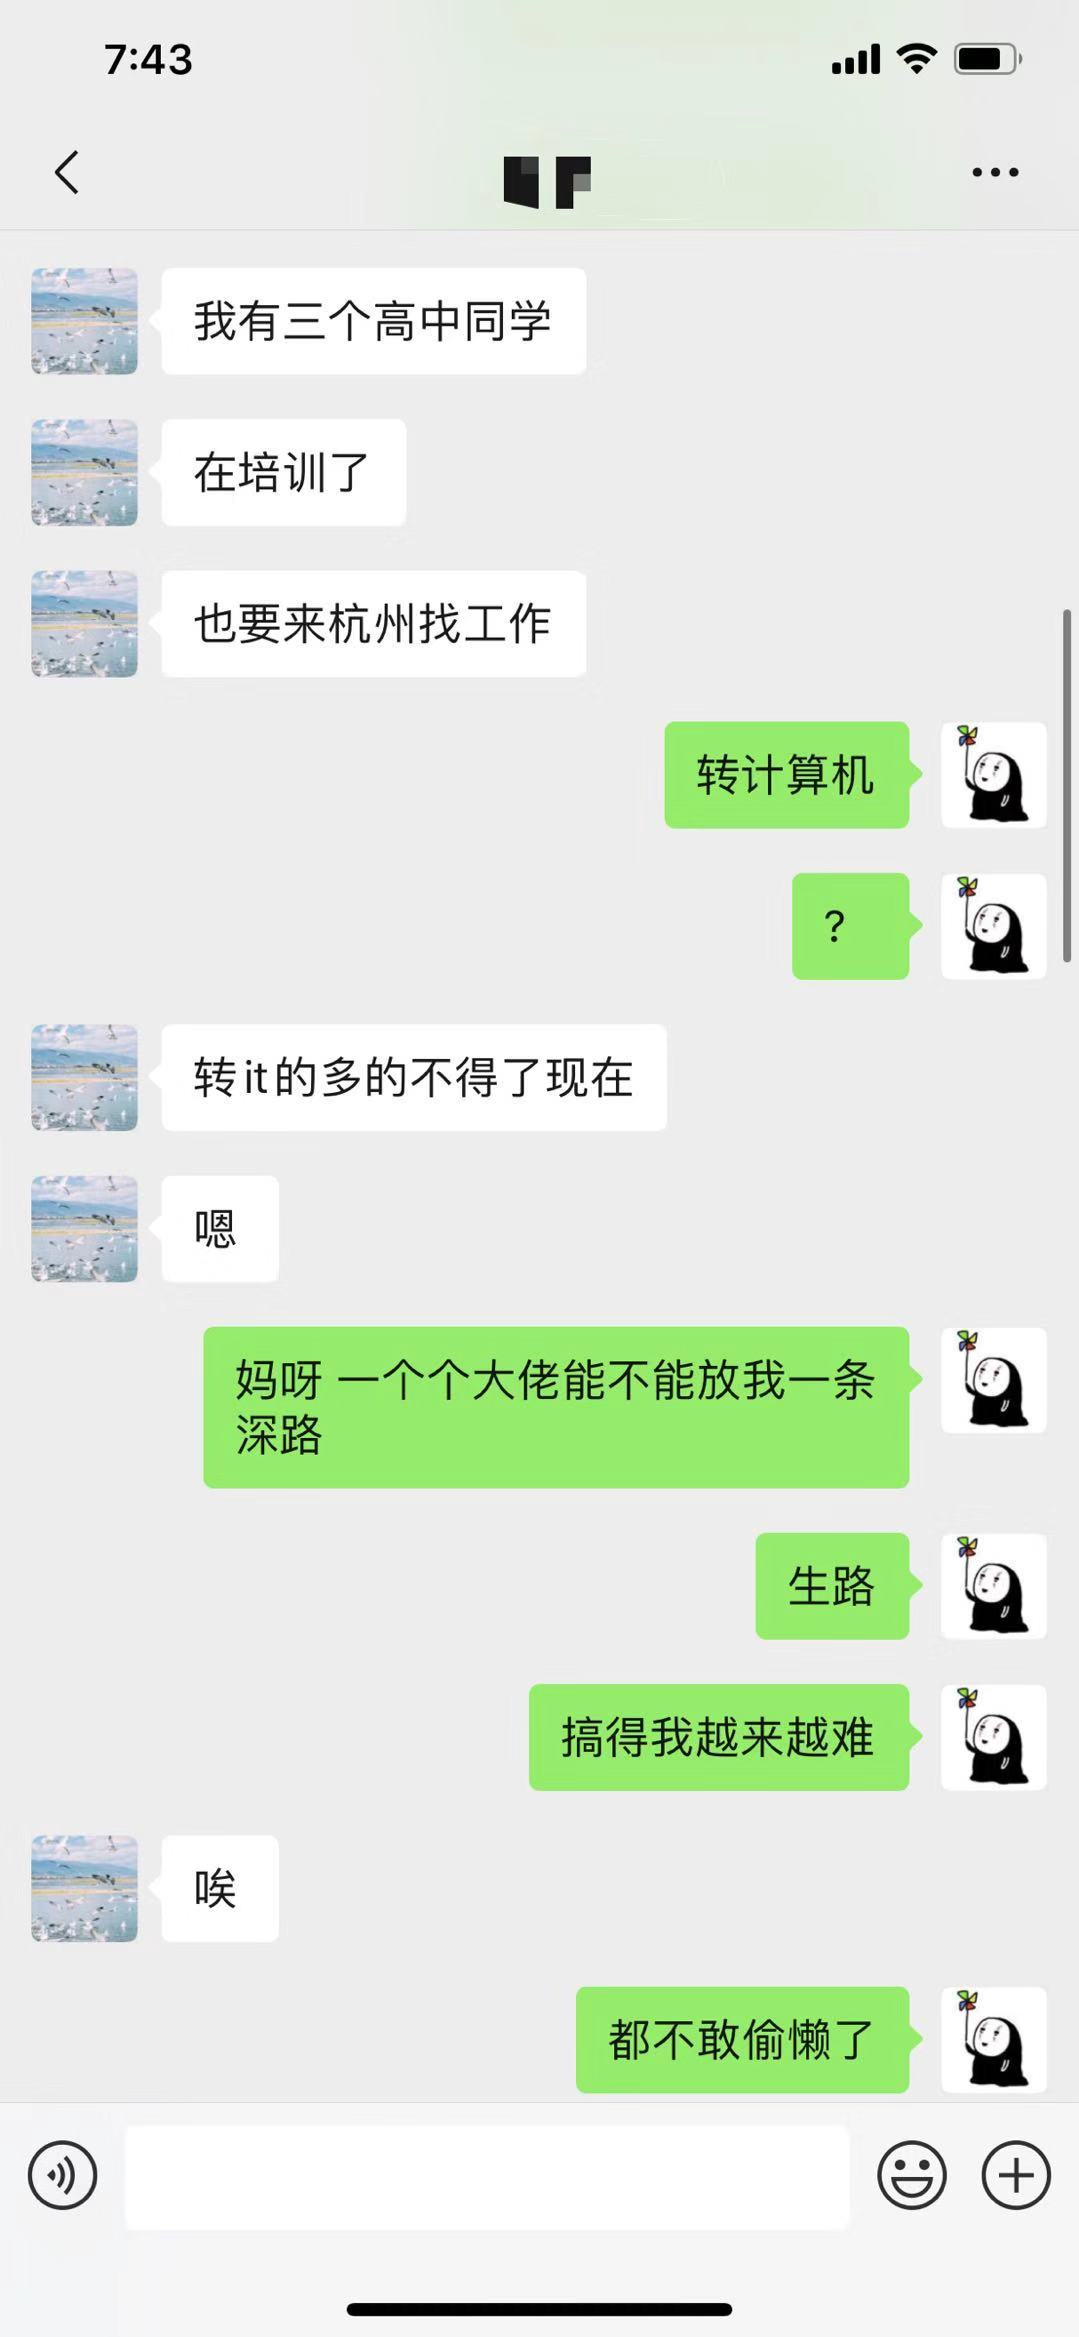 7:43
我有三个高中同学
在培训了
也要来杭州找工作
转计算机
？
转it的多的不得了现在
嗯
妈呀 一个个大佬能不能放我一条
深路
生路
搞得我越来越难
唉
都不敢偷懒了